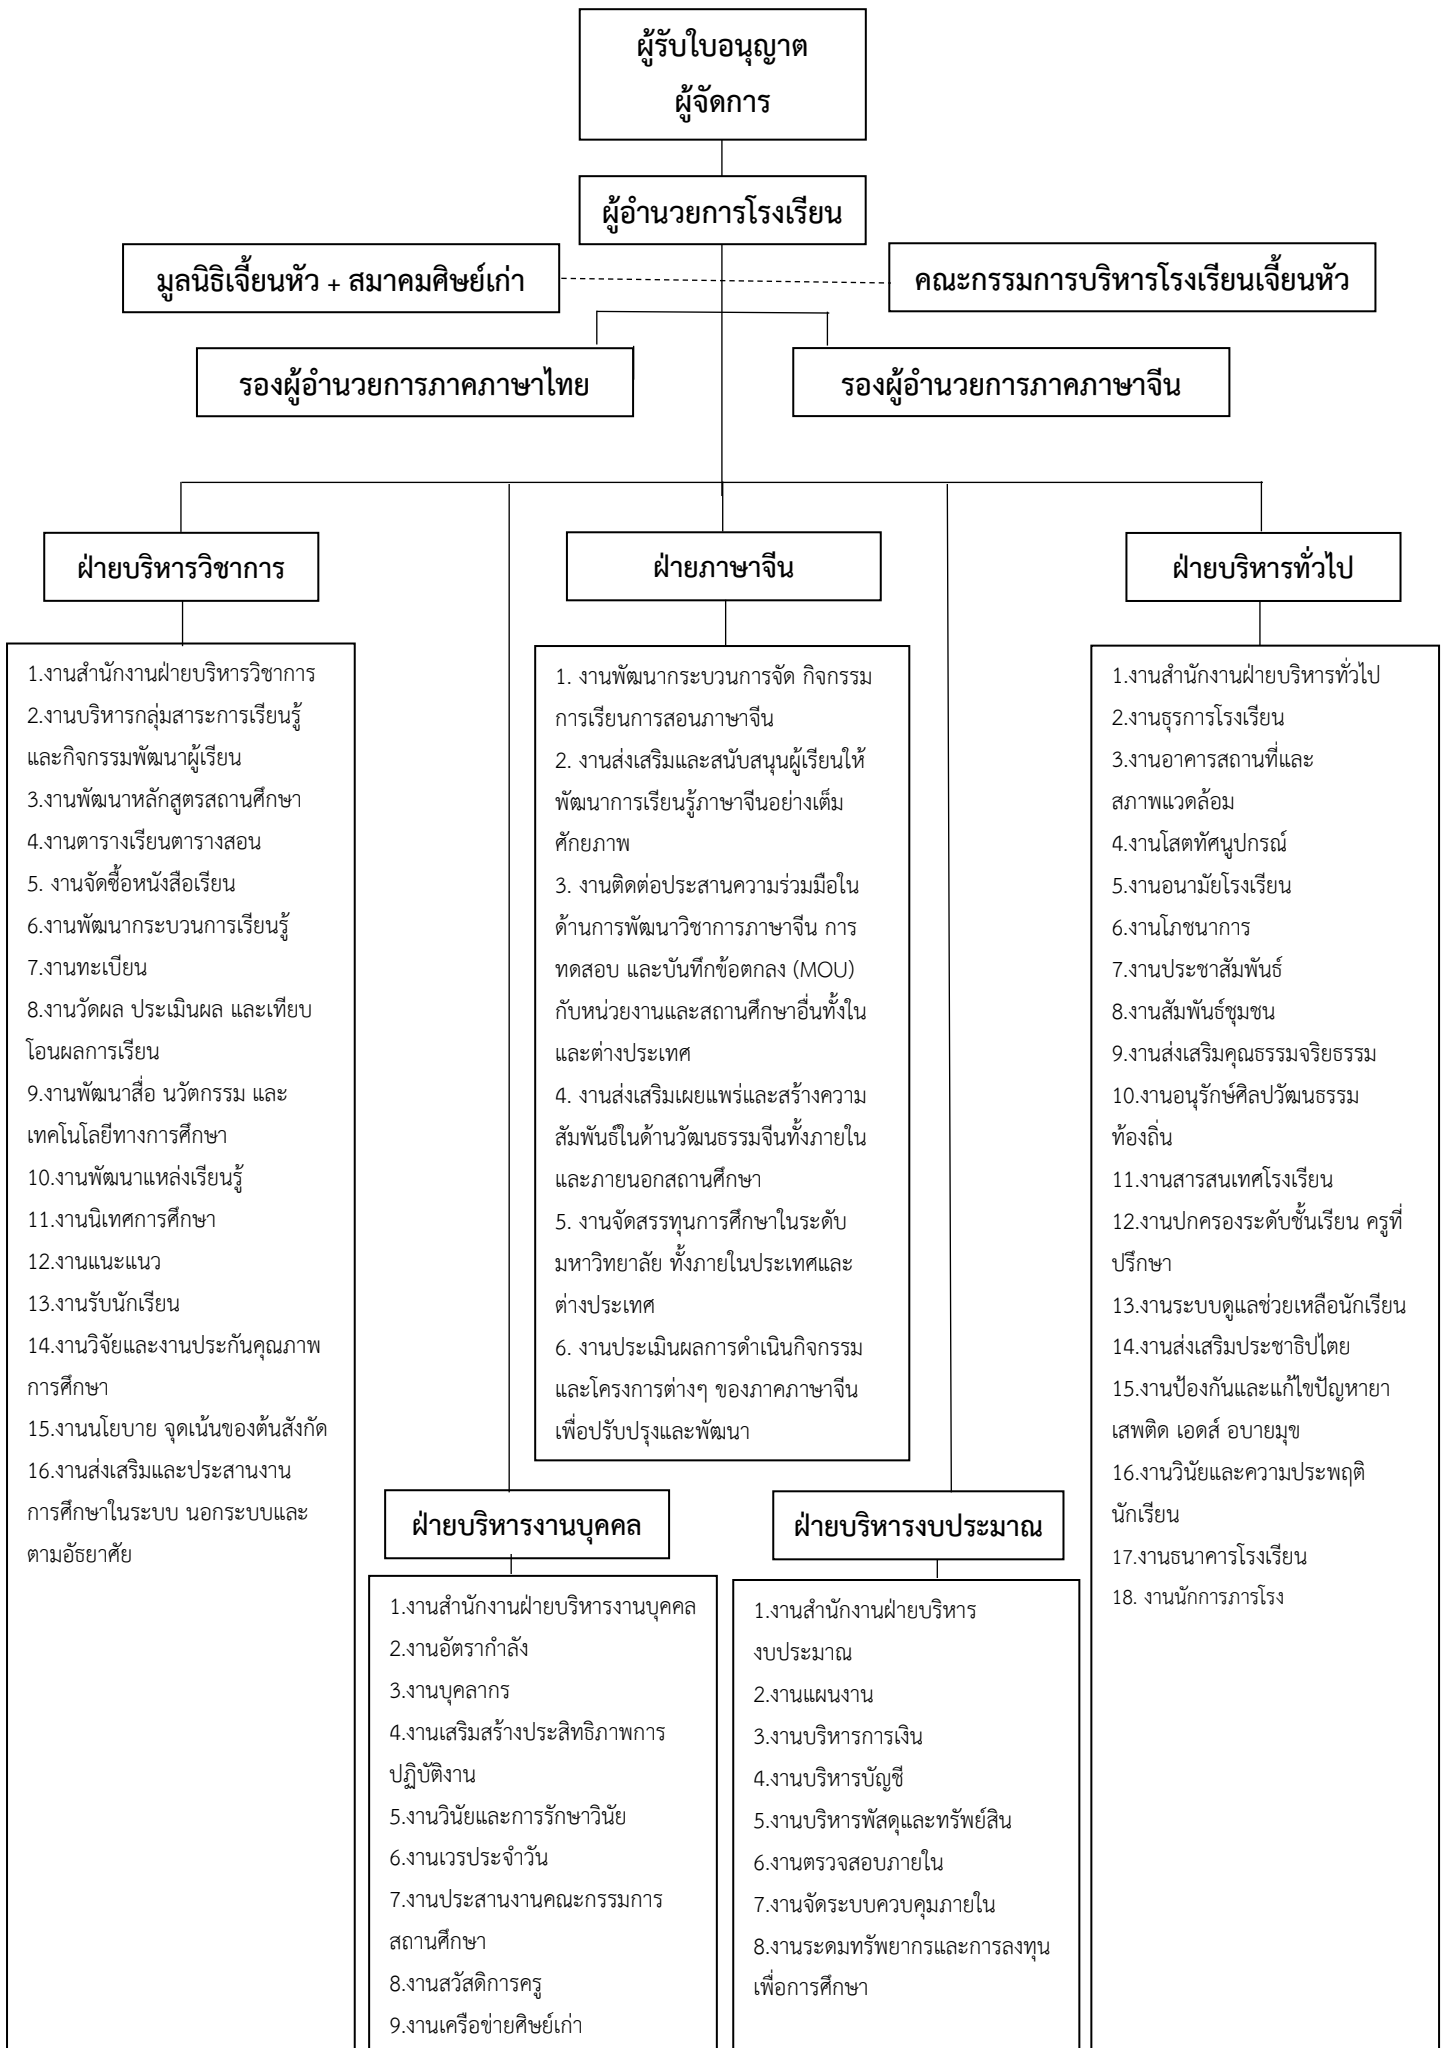 ผู้รับใบอนุญาต
ผู้จัดการ
ผู้อำนวยการโรงเรียน
มูลนิธิเจี้ยนหัว + สมาคมศิษย์เก่า
คณะกรรมการบริหารโรงเรียนเจี้ยนหัว
รองผู้อำนวยการภาคภาษาไทย
รองผู้อำนวยการภาคภาษาจีน
ฝ่ายบริหารวิชาการ
1.งานสำนักงานฝ่ายบริหารวิชาการ
2.งานบริหารกลุ่มสาระการเรียนรู้
และกิจกรรมพัฒนาผู้เรียน
3.งานพัฒนาหลักสูตรสถานศึกษา
4.งานตารางเรียนตารางสอน
5. งานจัดซื้อหนังสือเรียน
6.งานพัฒนากระบวนการเรียนรู้
7.งานทะเบียน
8.งานวัดผล ประเมินผล และเทียบ
โอนผลการเรียน
9.งานพัฒนาสื่อ นวัตกรรม และ
เทคโนโลยีทางการศึกษา
10.งานพัฒนาแหล่งเรียนรู้
11.งานนิเทศการศึกษา
12.งานแนะแนว
13.งานรับนักเรียน
14.งานวิจัยและงานประกันคุณภาพ
การศึกษา
15.งานนโยบาย จุดเน้นของต้นสังกัด
16.งานส่งเสริมและประสานงาน
การศึกษาในระบบ นอกระบบและ
ตามอัธยาศัย
ฝ่ายภาษาจีน
1. งานพัฒนากระบวนการจัด กิจกรรม
การเรียนการสอนภาษาจีน
2. งานส่งเสริมและสนับสนุนผู้เรียนให้
พัฒนาการเรียนรู้ภาษาจีนอย่างเต็ม
ศักยภาพ
3. งานติดต่อประสานความร่วมมือใน
ด้านการพัฒนาวิชาการภาษาจีน การ
ทดสอบ และบันทึกข้อตกลง (MOU)
กับหน่วยงานและสถานศึกษาอื่นทั้งใน
และต่างประเทศ
4. งานส่งเสริมเผยแพร่และสร้างความ
สัมพันธ์ในด้านวัฒนธรรมจีนทั้งภายใน
และภายนอกสถานศึกษา
5. งานจัดสรรทุนการศึกษาในระดับ
มหาวิทยาลัย ทั้งภายในประเทศและ
ต่างประเทศ
6. งานประเมินผลการดำเนินกิจกรรม
และโครงการต่างๆ ของภาคภาษาจีน
เพื่อปรับปรุงและพัฒนา
ฝ่ายบริหารทั่วไป
1.งานสำนักงานฝ่ายบริหารทั่วไป
2.งานธุรการโรงเรียน
3.งานอาคารสถานที่และ
สภาพแวดล้อม
4.งานโสตทัศนูปกรณ์
5.งานอนามัยโรงเรียน
6.งานโภชนาการ
7.งานประชาสัมพันธ์
8.งานสัมพันธ์ชุมชน
9.งานส่งเสริมคุณธรรมจริยธรรม
10.งานอนุรักษ์ศิลปวัฒนธรรม
ท้องถิ่น
11.งานสารสนเทศโรงเรียน
12.งานปกครองระดับชั้นเรียน ครูที่
ปรึกษา
13.งานระบบดูแลช่วยเหลือนักเรียน
14.งานส่งเสริมประชาธิปไตย
15.งานป้องกันและแก้ไขปัญหายา
เสพติด เอดส์ อบายมุข
16.งานวินัยและความประพฤติ
นักเรียน
17.งานธนาคารโรงเรียน
18. งานนักการภารโรง
ฝ่ายบริหารงานบุคคล
1.งานสำนักงานฝ่ายบริหารงานบุคคล
2.งานอัตรากำลัง
3.งานบุคลากร
4.งานเสริมสร้างประสิทธิภาพการ
ปฏิบัติงาน
5.งานวินัยและการรักษาวินัย
6.งานเวรประจำวัน
7.งานประสานงานคณะกรรมการ
สถานศึกษา
8.งานสวัสดิการครู
9.งานเครือข่ายศิษย์เก่า
ฝ่ายบริหารงบประมาณ
1.งานสำนักงานฝ่ายบริหาร
งบประมาณ
2.งานแผนงาน
3.งานบริหารการเงิน
4.งานบริหารบัญชี
5.งานบริหารพัสดุและทรัพย์สิน
6.งานตรวจสอบภายใน
7.งานจัดระบบควบคุมภายใน
8.งานระดมทรัพยากรและการลงทุน
เพื่อการศึกษา